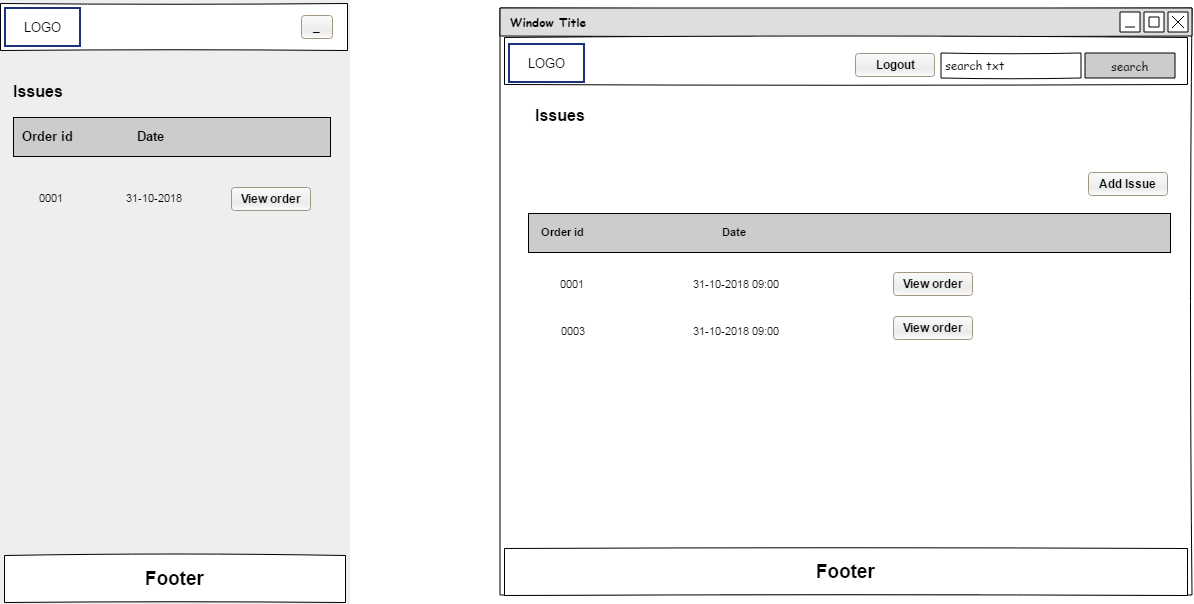 LOGO
_
Issues
Order id Date
0001 31-10-2018 View order
Footer
Window Title
LOGO Logout search txt search
Issues
Add Issue
Order id Date
0001 31-10-2018 09:00 View order
0003 31-10-2018 09:00 View order
Footer